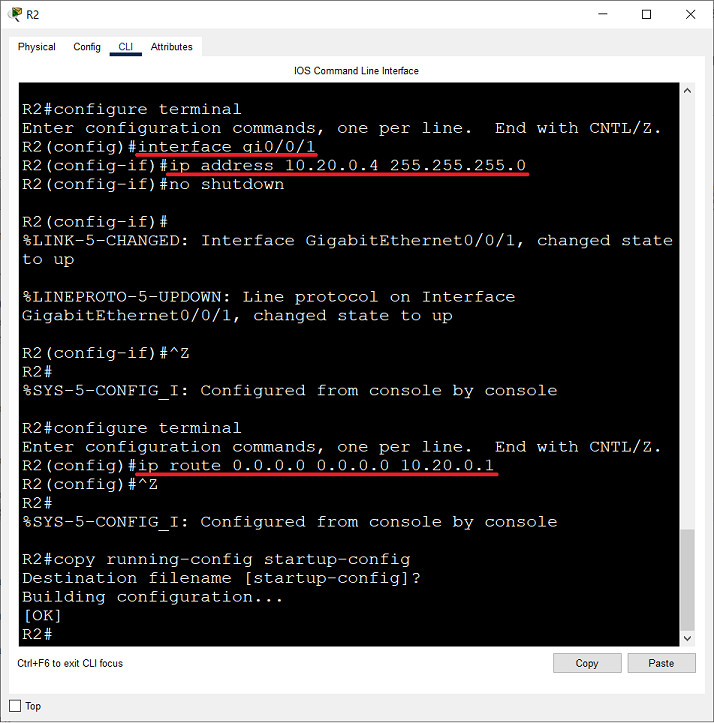 R2
Physical Config CLI Attributes
IOS Command Line Interface
R2#configure terminal
Enter configuration commands, one per line.  End with CNTL/Z.
R2(config)#interface gi0/0/1
R2(config-if)#ip address 10.20.0.4 255.255.255.0
R2(config-if)#no shutdown
R2(config-if)#
%LINK-5-CHANGED: Interface GigabitEthernet0/0/1, changed state
to up
%LINEPROTO-5-UPDOWN: Line protocol on Interface
GigabitEthernet0/0/1, changed state to up
R2(config-if)#^Z
R2#
%SYS-5-CONFIG_I: Configured from console by console
R2#configure terminal
Enter configuration commands, one per line.  End with CNTL/Z.
R2(config)#ip route 0.0.0.0 0.0.0.0 10.20.0.1
R2(config)#^Z
R2#
%SYS-5-CONFIG_I: Configured from console by console
R2#copy running-config startup-config
Destination filename [startup-config]?
Building configuration...
[OK]
R2#
Ctrl+F6 to exit CLI focus Copy Paste
Top